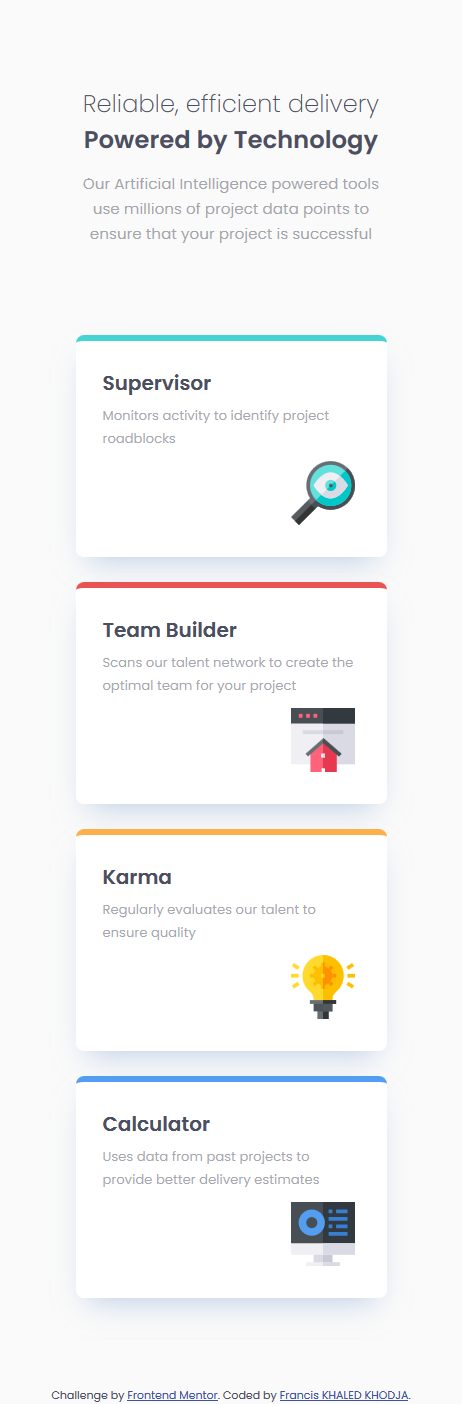 Reliable, efficient delivery
Powered by Technology
Our Artificial Intelligence powered tools
use millions of project data points to
ensure that your project is successful
Supervisor
Monitors activity to identify project
roadblocks
Team Builder
Scans our talent network to create the
optimal team for your project
Karma
Regularly evaluates our talent to
ensure quality
Calculator
Uses data from past projects to
provide better delivery estimates
Challenge by Frontend Mentor. Coded by Francis KHALED KHODJA.